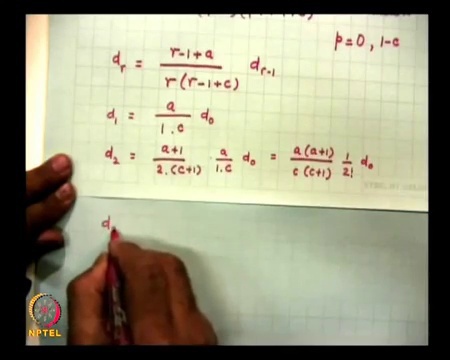 p=0, 1-c
d_r = \frac{r-1+a}{r(r-1+c)} d_{r-1}
d_1 = \frac{a}{1.c} d_0
d_2 = \frac{a+1}{2.(c+1)} \cdot \frac{a}{1.c} d_0 = \frac{a(a+1)}{c(c+1)} \frac{1}{2!} d_0
d
NPTEL